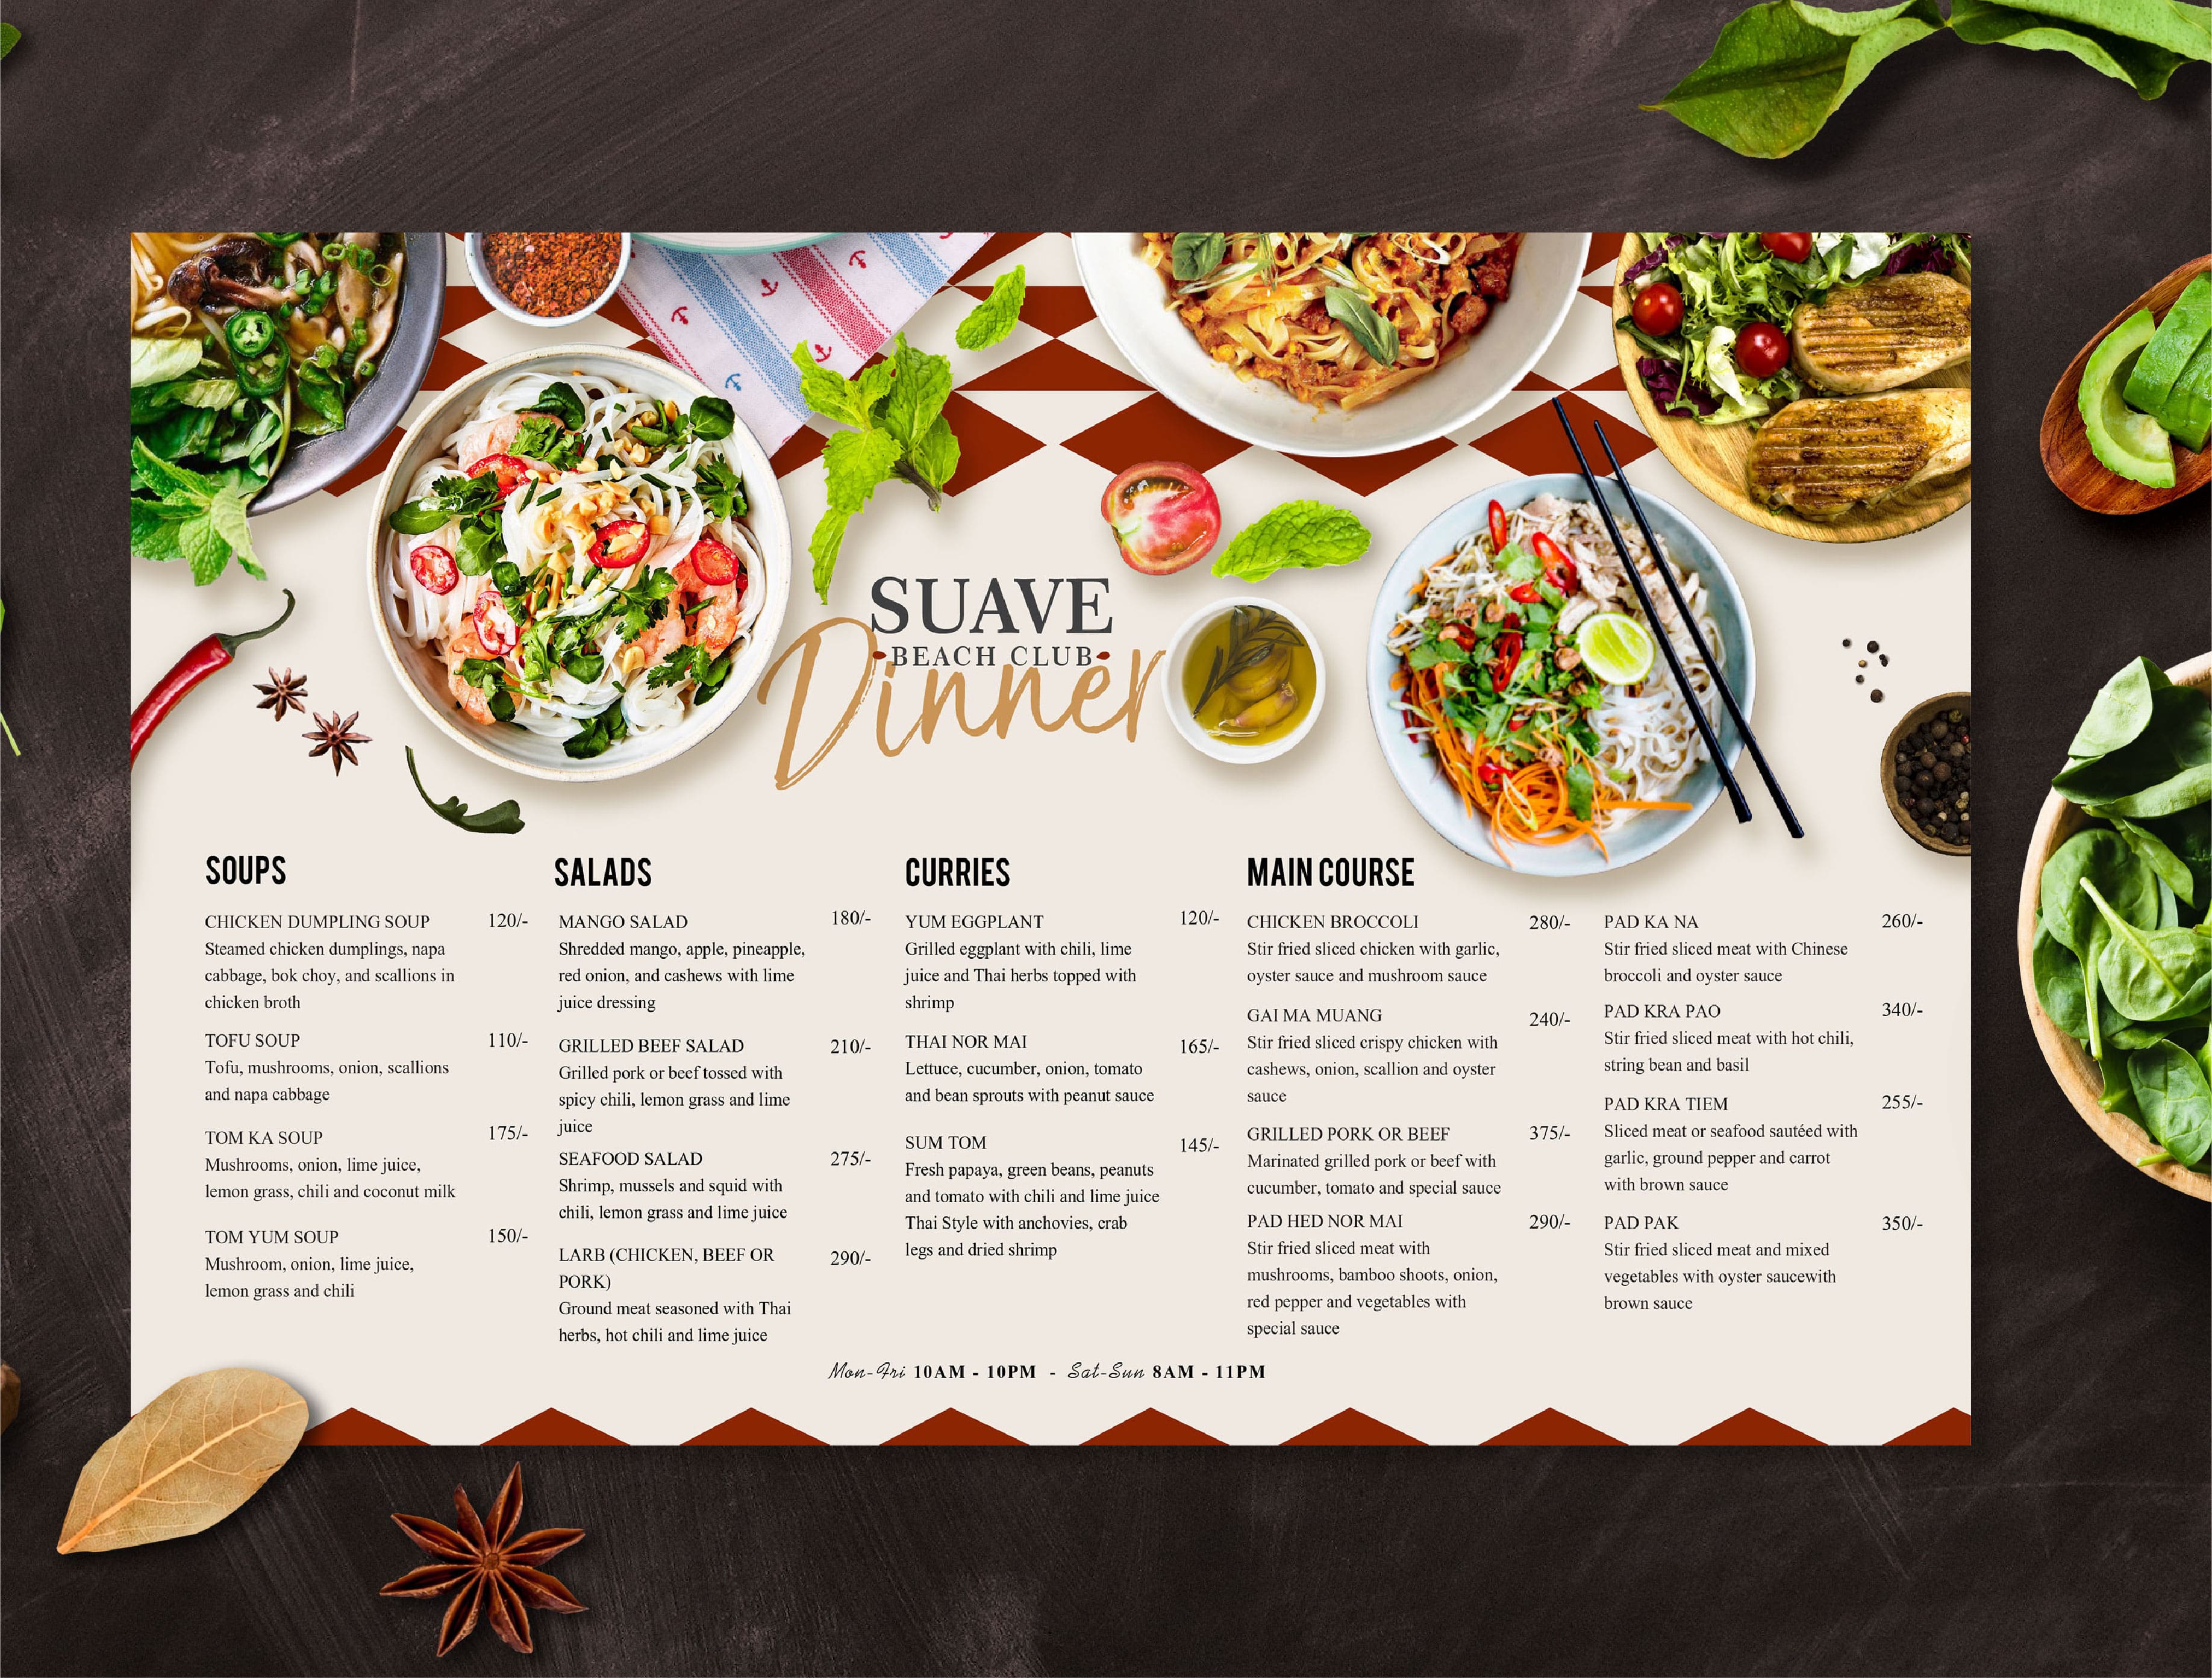 SUAVE
BEACH CLUB
Dinner
SOUPS
CHICKEN DUMPLING SOUP 120/-
Steamed chicken dumplings, napa
cabbage, bok choy, and scallions in
chicken broth
TOFU SOUP 110/-
Tofu, mushrooms, onion, scallions
and napa cabbage
TOM KA SOUP 175/-
Mushrooms, onion, lime juice,
lemon grass, chili and coconut milk
TOM YUM SOUP 150/-
Mushroom, onion, lime juice,
lemon grass and chili
SALADS
MANGO SALAD 180/-
Shredded mango, apple, pineapple,
red onion, and cashews with lime
juice dressing
GRILLED BEEF SALAD 210/-
Grilled pork or beef tossed with
spicy chili, lemon grass and lime
juice
SEAFOOD SALAD 275/-
Shrimp, mussels and squid with
chili, lemon grass and lime juice
LARB (CHICKEN, BEEF OR 290/-
PORK)
Ground meat seasoned with Thai
herbs, hot chili and lime juice
CURRIES
YUM EGGPLANT 120/-
Grilled eggplant with chili, lime
juice and Thai herbs topped with
shrimp
THAI NOR MAI 165/-
Lettuce, cucumber, onion, tomato
and bean sprouts with peanut sauce
SUM TOM 145/-
Fresh papaya, green beans, peanuts
and tomato with chili and lime juice
Thai Style with anchovies, crab
legs and dried shrimp
MAIN COURSE
CHICKEN BROCCOLI 280/-
Stir fried sliced chicken with garlic,
oyster sauce and mushroom sauce
GAI MA MUANG 240/-
Stir fried sliced crispy chicken with
cashews, onion, scallion and oyster
sauce
GRILLED PORK OR BEEF 375/-
Marinated grilled pork or beef with
cucumber, tomato and special sauce
PAD HED NOR MAI 290/-
Stir fried sliced meat with
mushrooms, bamboo shoots, onion,
red pepper and vegetables with
special sauce
PAD KA NA 260/-
Stir fried sliced meat with Chinese
broccoli and oyster sauce
PAD KRA PAO 340/-
Stir fried sliced meat with hot chili,
string bean and basil
PAD KRA TIEM 255/-
Sliced meat or seafood sautéed with
garlic, ground pepper and carrot
with brown sauce
PAD PAK 350/-
Stir fried sliced meat and mixed
vegetables with oyster saucewith
brown sauce
Mon-Fri 10AM - 10PM - Sat-Sun 8AM - 11PM